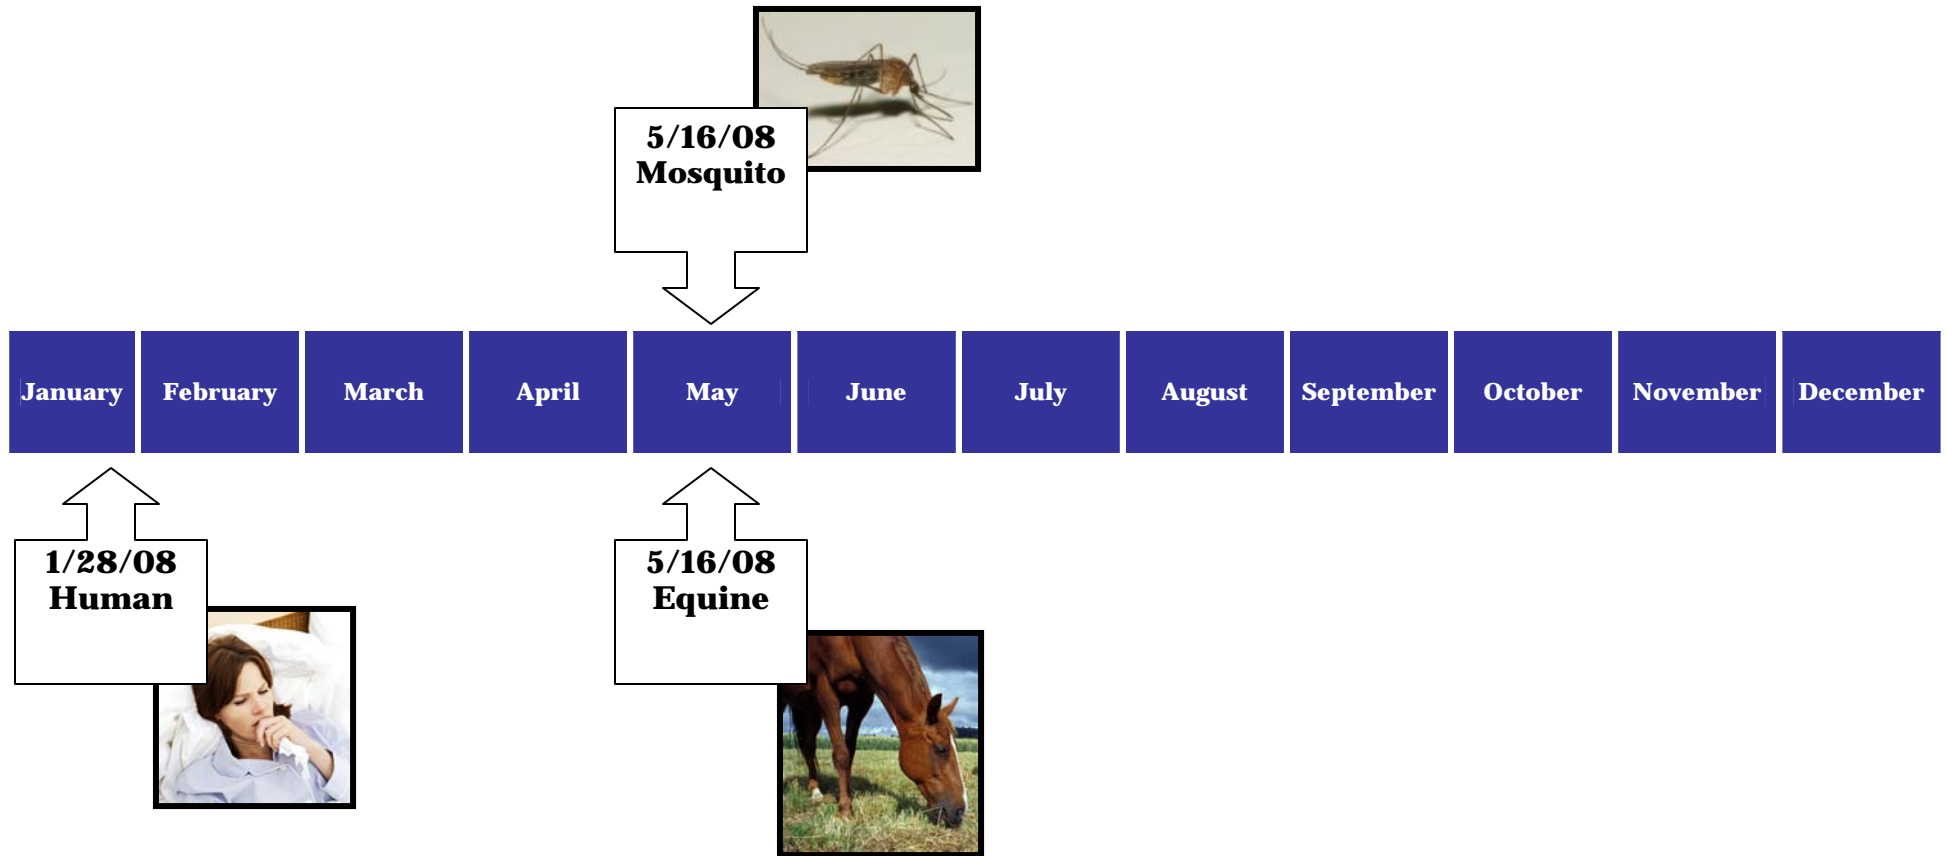 5/16/08
Mosquito
January
February
March
April
May
June
July
August
September
October
November
December
1/28/08
Human
5/16/08
Equine